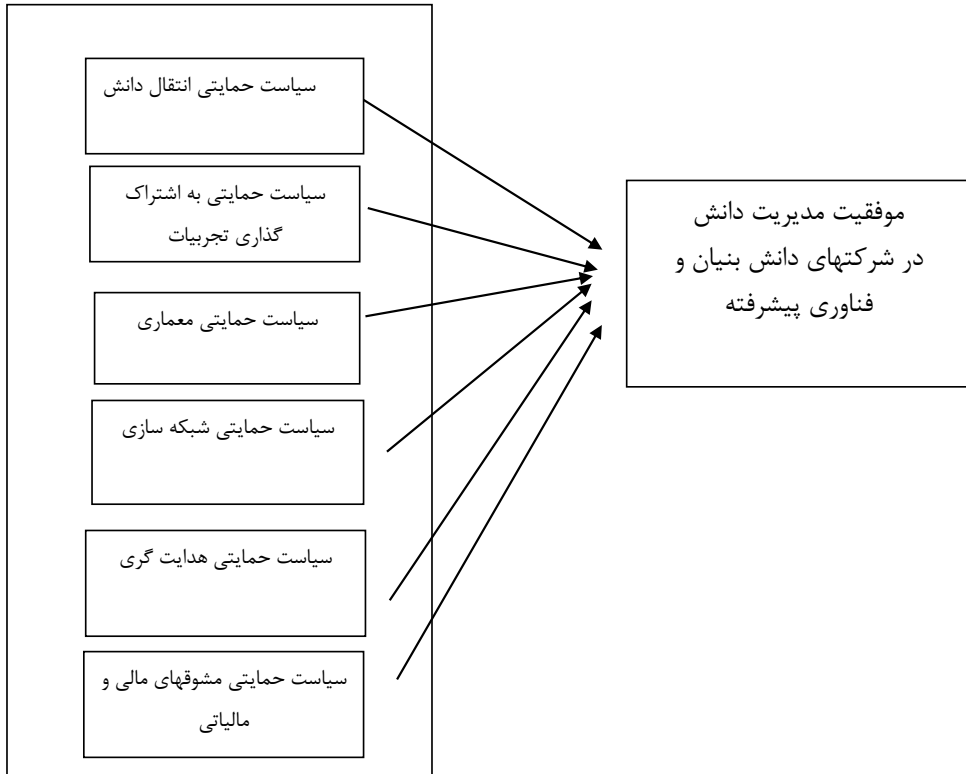 سیاست حمایتی انتقال دانش
سیاست حمایتی به اشتراک
گذاری تجربیات
سیاست حمایتی معماری
سیاست حمایتی شبکه سازی
سیاست حمایتی هدایت گری
سیاست حمایتی مشوقهای مالی و
مالیاتی
موفقیت مدیریت دانش
در شرکتهای دانش بنیان و
فناوری پیشرفته